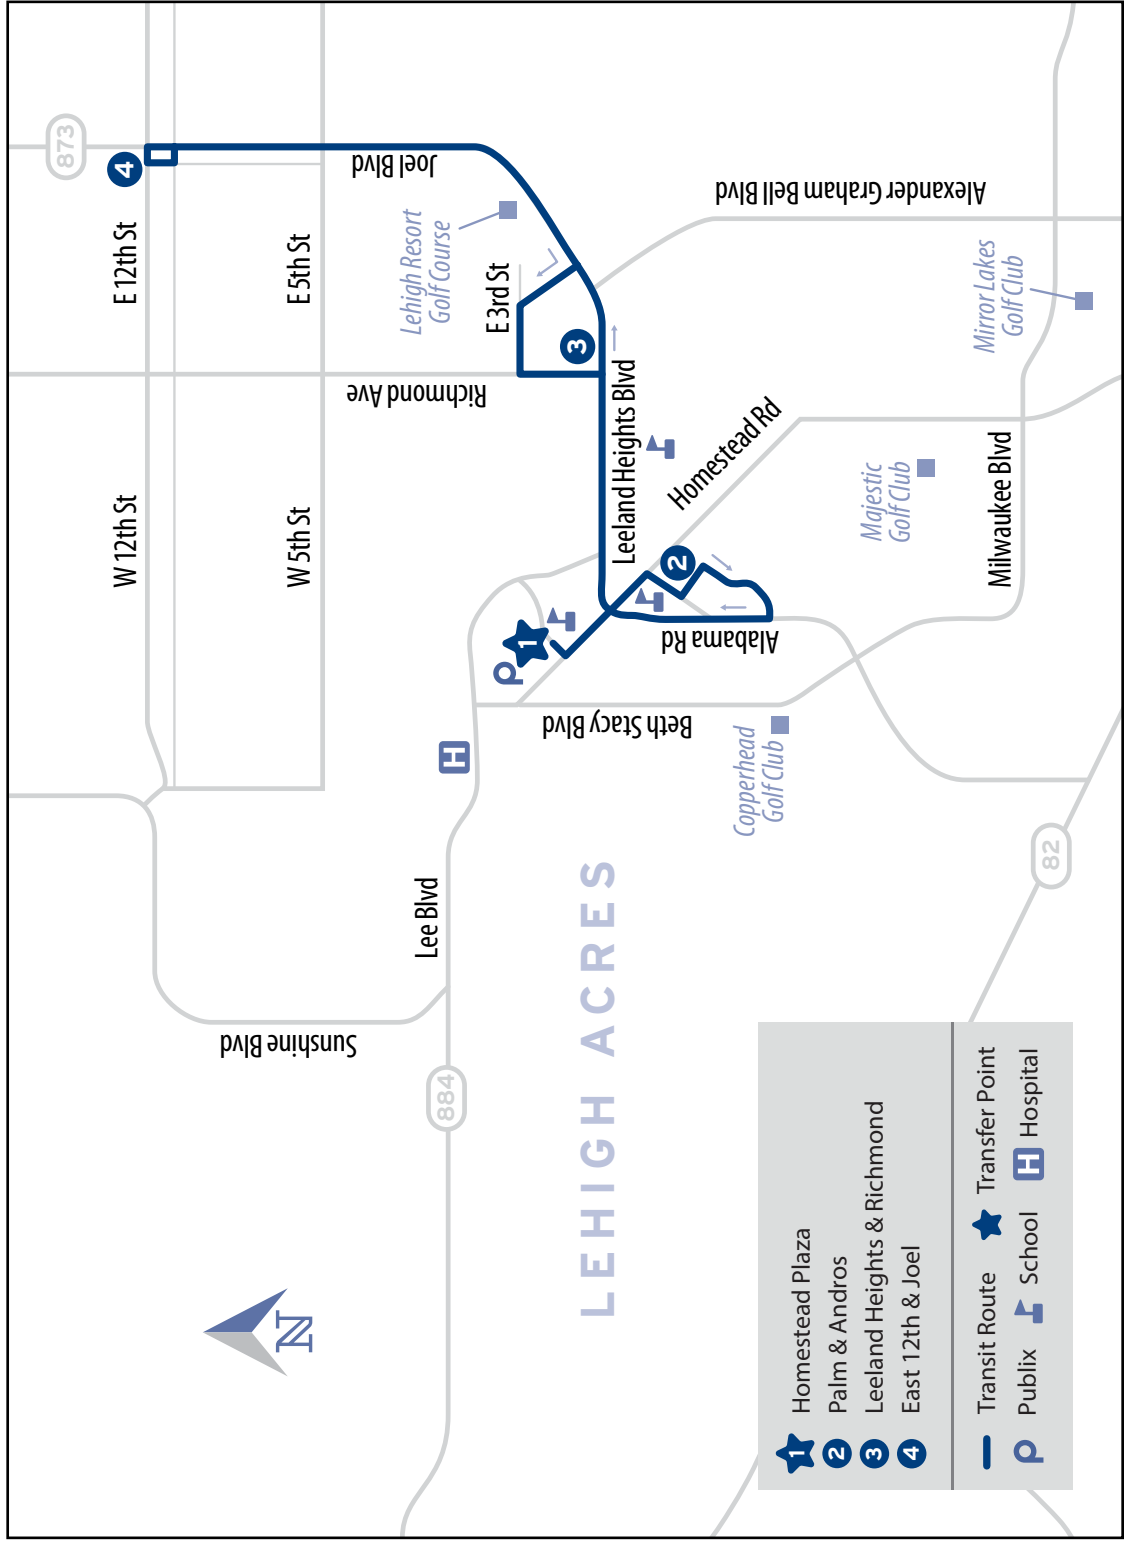 873
4
E 12th St
W 12th St
E 5th St
W 5th St
Joel Blvd
Lehigh Resort
Golf Course
E 3rd St
3
Richmond Ave
Leeland Heights Blvd
Homestead Rd
Alexander Graham Bell Blvd
Mirror Lakes
Golf Club
Majestic
Golf Club
Milwaukee Blvd
2
1
P
Alabama Rd
Beth Stacy Blvd
Copperhead
Golf Club
H
Lee Blvd
Sunshine Blvd
884
82
LEHIGH ACRES
N
1 Homestead Plaza
2 Palm & Andros
3 Leeland Heights & Richmond
4 East 12th & Joel
Transit Route
Transfer Point
P Publix
School
H Hospital